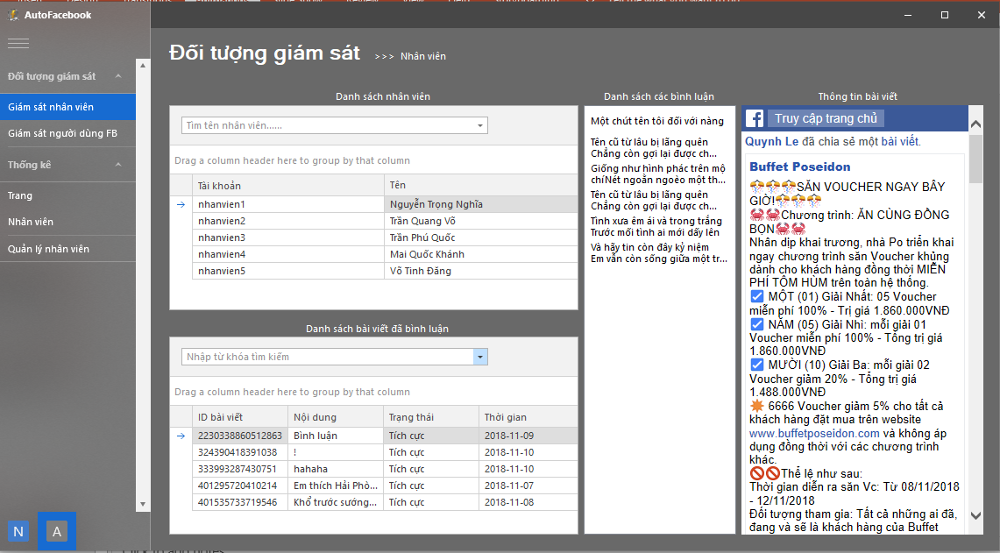 AutoFacebook
Đối tượng giám sát
Giám sát nhân viên
Giám sát người dùng FB
Thống kê
Trang
Nhân viên
Quản lý nhân viên
N
A
Đối tượng giám sát >>> Nhân viên
Danh sách nhân viên
Tìm tên nhân viên......
Drag a column header here to group by that column
Tài khoản Tên
nhanvien1 Nguyễn Trọng Nghĩa
nhanvien2 Trần Quang Võ
nhanvien3 Trần Phú Quốc
nhanvien4 Mai Quốc Khánh
nhanvien5 Võ Tinh Đăng
Danh sách bài viết đã bình luận
Nhập từ khóa tìm kiếm
Drag a column header here to group by that column
ID bài viết Nội dung Trạng thái Thời gian
2230338860512863 Bình luận Tích cực 2018-11-09
324390418391038 ! Tích cực 2018-11-10
333993287430751 hahaha Tích cực 2018-11-10
401295720410214 Em thích Hải Phò... Tích cực 2018-11-07
401535733719546 Khổ trước sướng... Tích cực 2018-11-08
Danh sách các bình luận
Một chút tên tôi đối với nàng
Tên cũ từ lâu bị lãng quên
Chẳng còn gợi lại được ch...
Giống như hình phác trên mộ
chíNét ngoằn ngoèo một th...
Tên cũ từ lâu bị lãng quên
Chẳng còn gợi lại được ch...
Tình xưa êm ái và trong trắng
Trước mối tình ai mới dấy lên
Và hãy tin còn đây kỷ niệm
Em vẫn còn sống giữa một tr...
Thông tin bài viết
f Truy cập trang chủ
Quynh Le đã chia sẻ một bài viết.
Buffet Poseidon
SĂN VOUCHER NGAY BÂY
GIỜ!
Chương trình: ĂN CÙNG ĐỒNG
BỌN
Nhân dịp khai trương, nhà Po triển khai
ngay chương trình săn Voucher khủng
dành cho khách hàng đồng thời MIỄN
PHÍ TÔM HÙM trên toàn hệ thống.
MỘT (01) Giải Nhất: 05 Voucher
miễn phí 100% - Trị giá 1.860.000VNĐ
NĂM (05) Giải Nhì: mỗi giải 01
Voucher miễn phí 100% - Tổng trị giá
1.860.000VNĐ
MƯỜI (10) Giải Ba: mỗi giải 02
Voucher giảm 20% - Tổng trị giá
1.488.000VNĐ
6666 Voucher giảm 5% cho tất cả
khách hàng đặt mua trên website
www.buffetposeidon.com và không áp
dụng đồng thời với các chương trình
khác.
Thể lệ như sau:
Thời gian diễn ra săn Vc: Từ 08/11/2018
- 12/11/2018
Đối tượng tham gia: Tất cả những ai đã,
đang và sẽ là khách hàng của Buffet